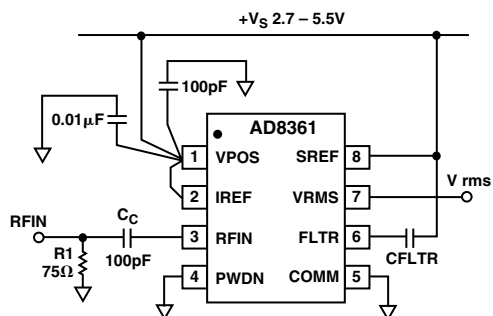 +VS 2.7 – 5.5V
100pF
0.01µF
AD8361
1 VPOS SREF 8
V rms
2 IREF VRMS 7
RFIN
CC
3 RFIN FLTR 6
R1
75Ω
100pF
CFLTR
4 PWDN COMM 5